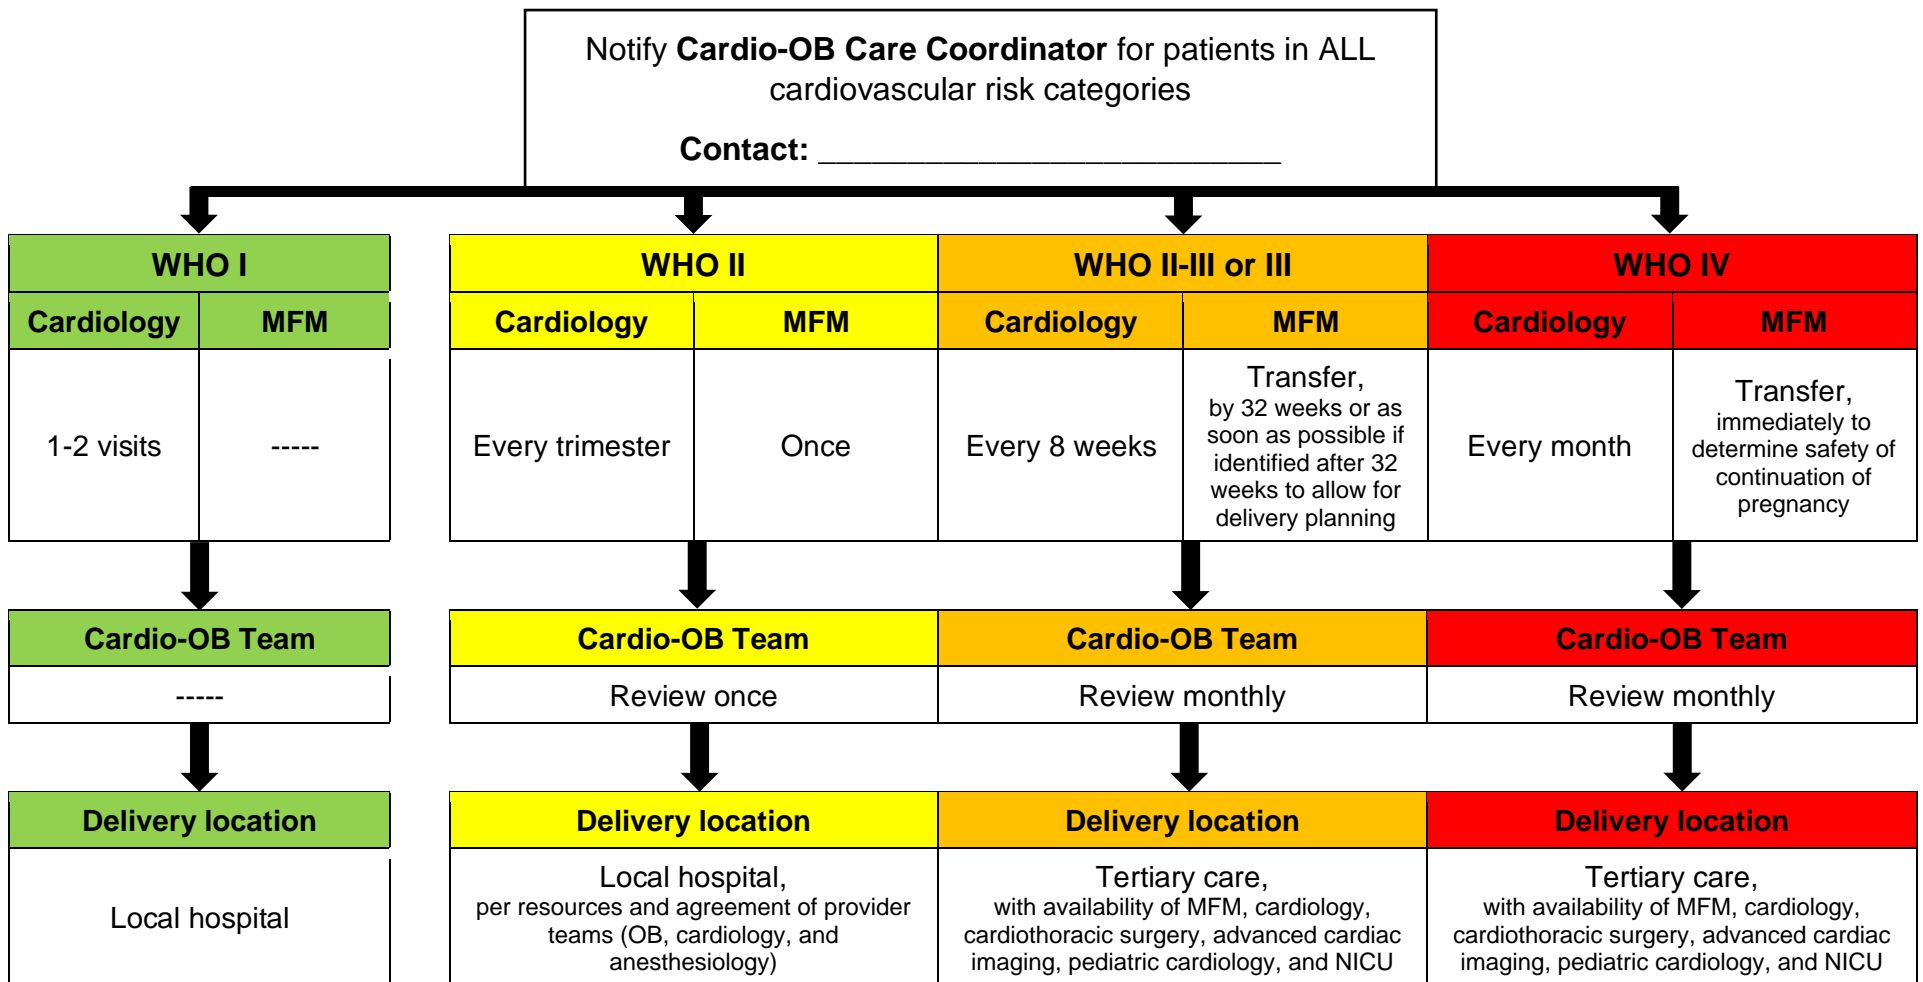 Notify Cardio-OB Care Coordinator for patients in ALL
cardiovascular risk categories
Contact: ___________________________
WHO I
Cardiology
MFM
1-2 visits
-----
Cardio-OB Team
-----
Delivery location
Local hospital
WHO II
Cardiology
MFM
Every trimester
Once
Cardio-OB Team
Review once
Delivery location
Local hospital,
per resources and agreement of provider
teams (OB, cardiology, and
anesthesiology)
WHO II-III or III
Cardiology
MFM
Every 8 weeks
Transfer,
by 32 weeks or as
soon as possible if
identified after 32
weeks to allow for
delivery planning
Cardio-OB Team
Review monthly
Delivery location
Tertiary care,
with availability of MFM, cardiology,
cardiothoracic surgery, advanced cardiac
imaging, pediatric cardiology, and NICU
WHO IV
Cardiology
MFM
Every month
Transfer,
immediately to
determine safety of
continuation of
pregnancy
Cardio-OB Team
Review monthly
Delivery location
Tertiary care,
with availability of MFM, cardiology,
cardiothoracic surgery, advanced cardiac
imaging, pediatric cardiology, and NICU